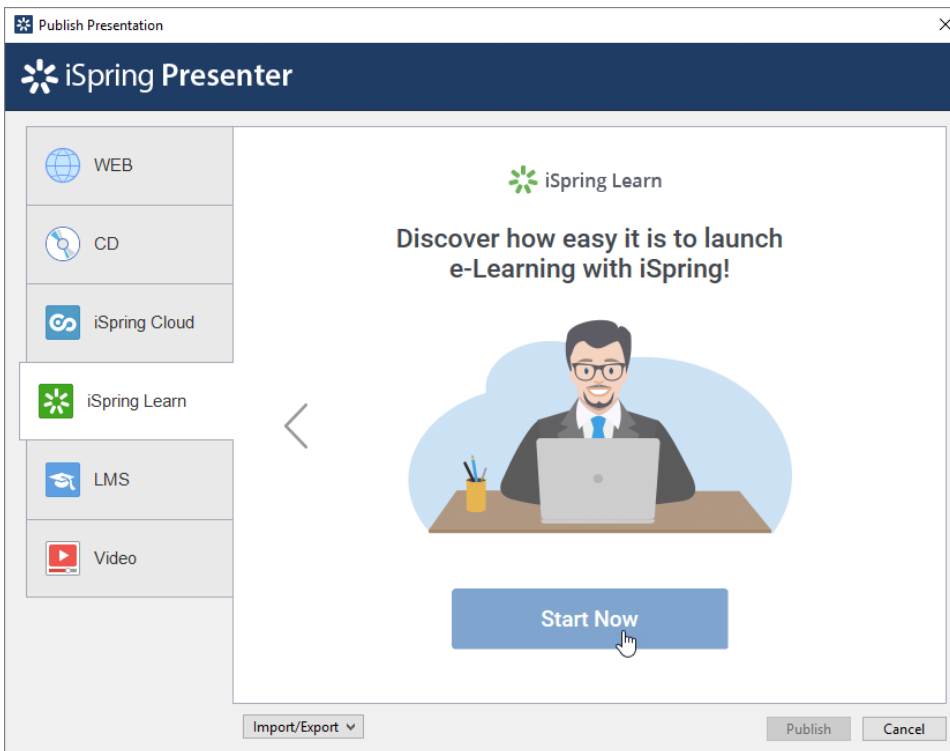 Publish Presentation
iSpring Presenter
WEB
CD
iSpring Cloud
iSpring Learn
LMS
Video
iSpring Learn
Discover how easy it is to launch
e-Learning with iSpring!
Start Now
Import/Export
Publish
Cancel